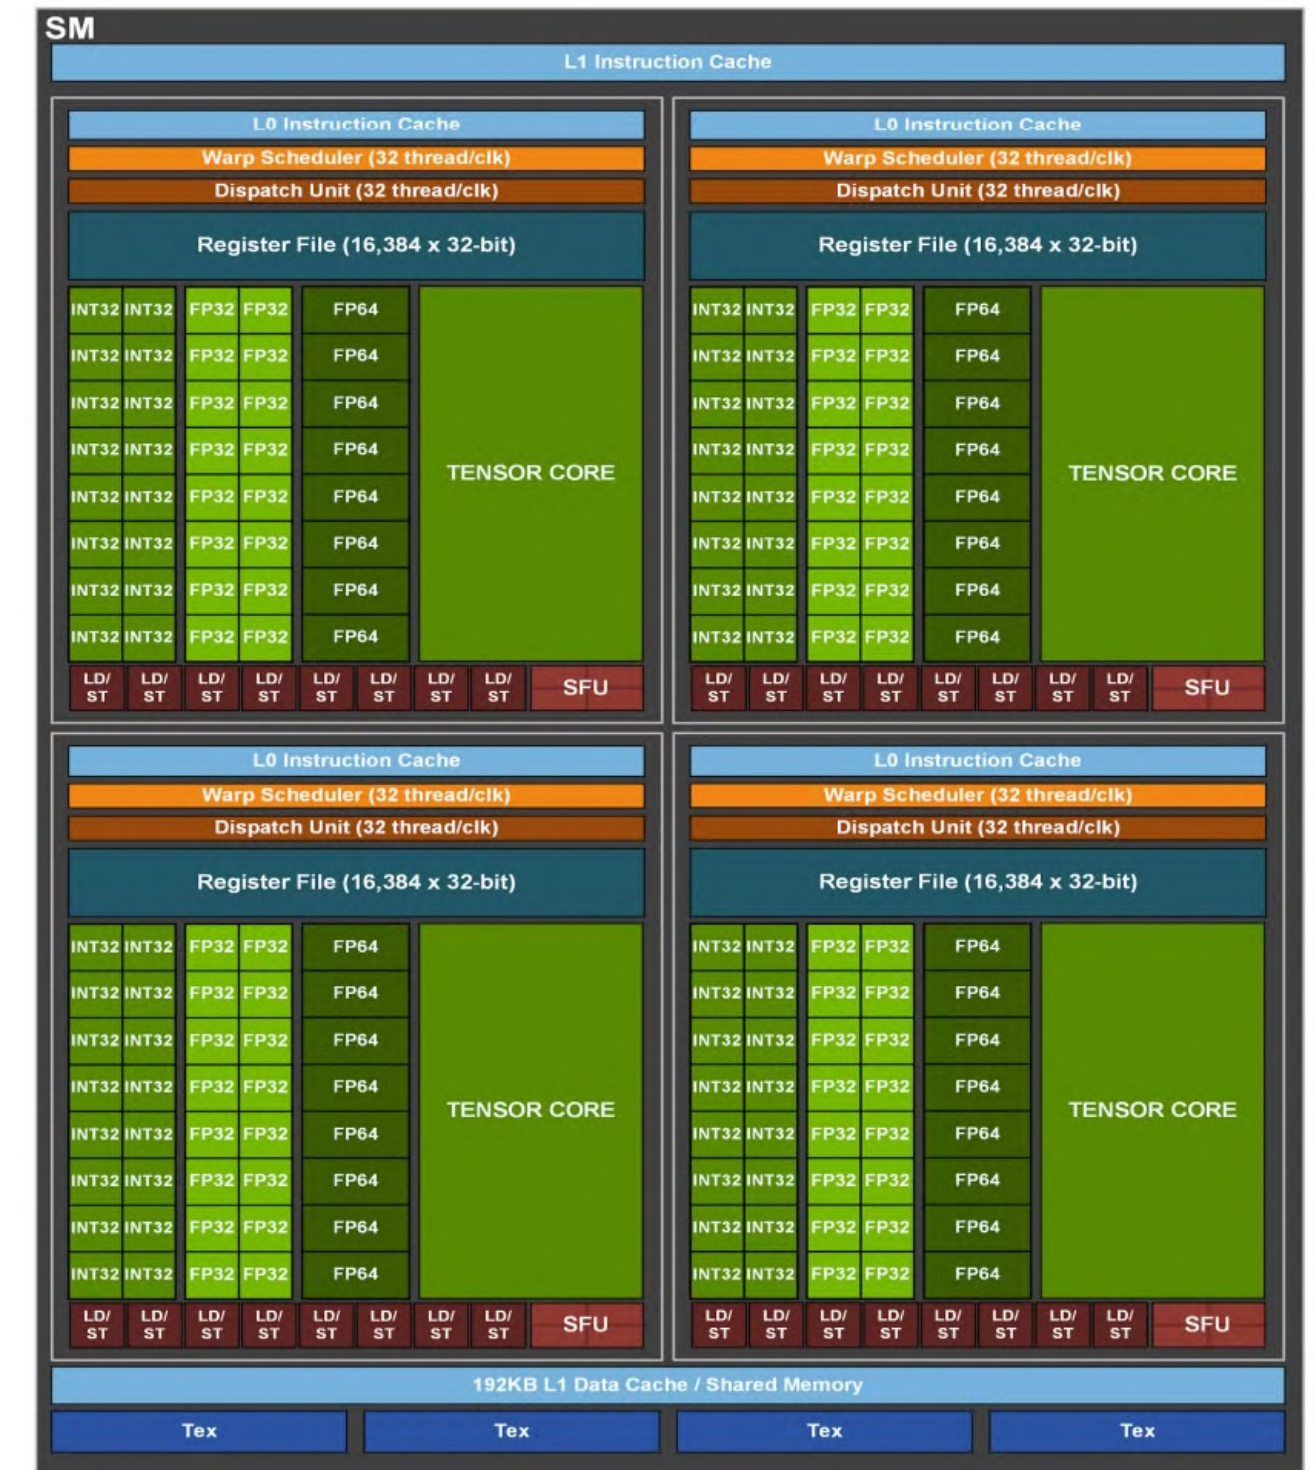 SM
L1 Instruction Cache
L0 Instruction Cache
Warp Scheduler (32 thread/clk)
Dispatch Unit (32 thread/clk)
Register File (16,384 x 32-bit)
INT32 INT32 FP32 FP32 FP64
INT32 INT32 FP32 FP32 FP64
INT32 INT32 FP32 FP32 FP64
INT32 INT32 FP32 FP32 FP64
INT32 INT32 FP32 FP32 FP64
INT32 INT32 FP32 FP32 FP64
INT32 INT32 FP32 FP32 FP64
INT32 INT32 FP32 FP32 FP64
TENSOR CORE
LD/ LD/ LD/ LD/ LD/ LD/ LD/ LD/
ST ST ST ST ST ST ST ST
SFU
L0 Instruction Cache
Warp Scheduler (32 thread/clk)
Dispatch Unit (32 thread/clk)
Register File (16,384 x 32-bit)
INT32 INT32 FP32 FP32 FP64
INT32 INT32 FP32 FP32 FP64
INT32 INT32 FP32 FP32 FP64
INT32 INT32 FP32 FP32 FP64
INT32 INT32 FP32 FP32 FP64
INT32 INT32 FP32 FP32 FP64
INT32 INT32 FP32 FP32 FP64
INT32 INT32 FP32 FP32 FP64
TENSOR CORE
LD/ LD/ LD/ LD/ LD/ LD/ LD/ LD/
ST ST ST ST ST ST ST ST
SFU
L0 Instruction Cache
Warp Scheduler (32 thread/clk)
Dispatch Unit (32 thread/clk)
Register File (16,384 x 32-bit)
INT32 INT32 FP32 FP32 FP64
INT32 INT32 FP32 FP32 FP64
INT32 INT32 FP32 FP32 FP64
INT32 INT32 FP32 FP32 FP64
INT32 INT32 FP32 FP32 FP64
INT32 INT32 FP32 FP32 FP64
INT32 INT32 FP32 FP32 FP64
INT32 INT32 FP32 FP32 FP64
TENSOR CORE
LD/ LD/ LD/ LD/ LD/ LD/ LD/ LD/
ST ST ST ST ST ST ST ST
SFU
L0 Instruction Cache
Warp Scheduler (32 thread/clk)
Dispatch Unit (32 thread/clk)
Register File (16,384 x 32-bit)
INT32 INT32 FP32 FP32 FP64
INT32 INT32 FP32 FP32 FP64
INT32 INT32 FP32 FP32 FP64
INT32 INT32 FP32 FP32 FP64
INT32 INT32 FP32 FP32 FP64
INT32 INT32 FP32 FP32 FP64
INT32 INT32 FP32 FP32 FP64
INT32 INT32 FP32 FP32 FP64
TENSOR CORE
LD/ LD/ LD/ LD/ LD/ LD/ LD/ LD/
ST ST ST ST ST ST ST ST
SFU
192KB L1 Data Cache / Shared Memory
Tex Tex Tex Tex